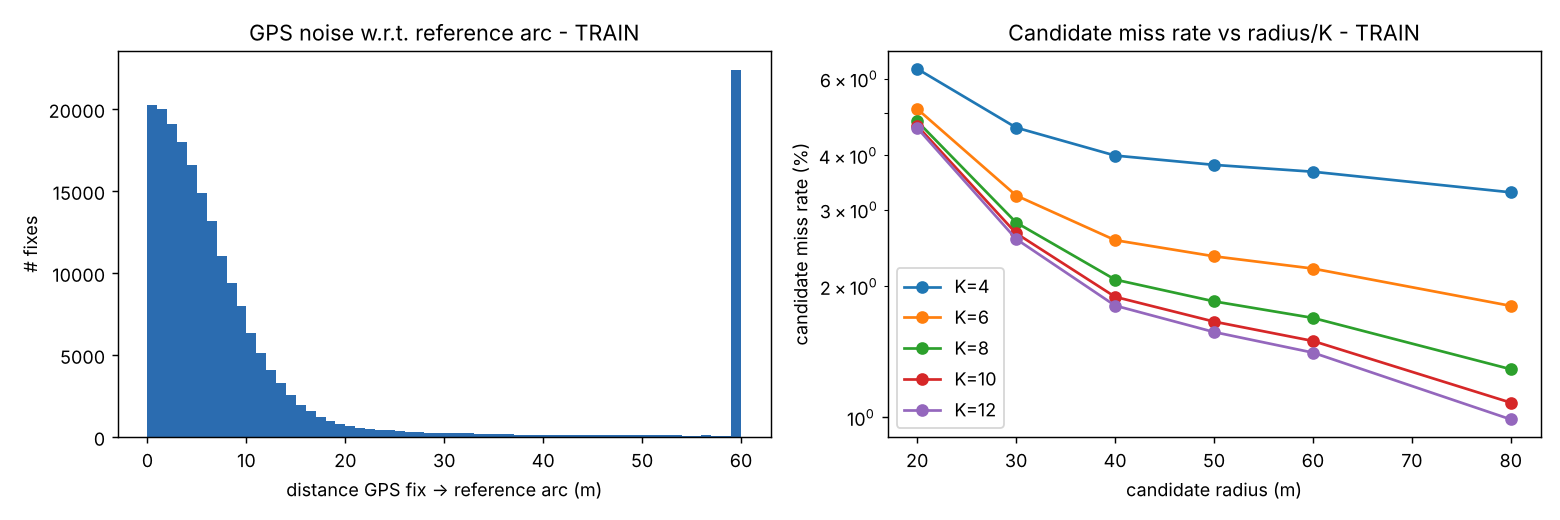 GPS noise w.r.t. reference arc - TRAIN
# fixes
20000
15000
10000
5000
0
0 10 20 30 40 50 60
distance GPS fix → reference arc (m)
Candidate miss rate vs radius/K - TRAIN
candidate miss rate (%)
6 × 10⁰
4 × 10⁰
3 × 10⁰
2 × 10⁰
10⁰
K=4
K=6
K=8
K=10
K=12
20 30 40 50 60 70 80
candidate radius (m)